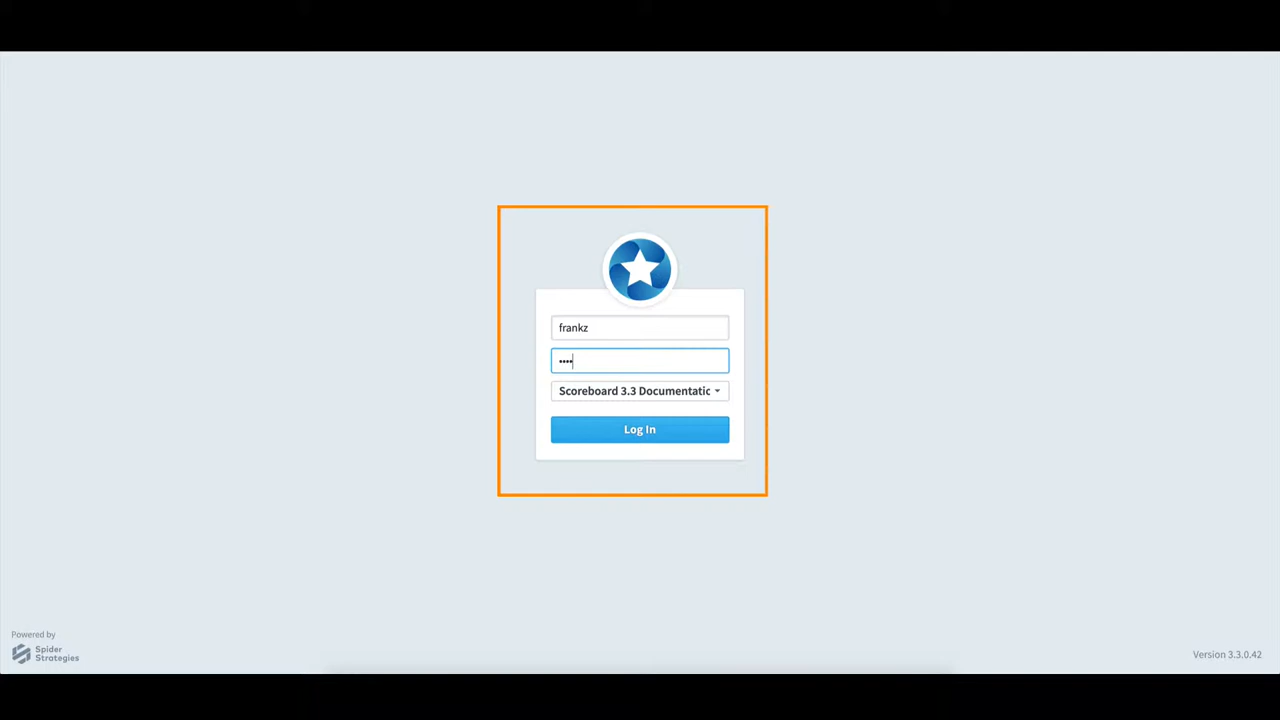 frankz
••••
Scoreboard 3.3 Documentatic
Log In
Powered by
Spider
Strategies
Version 3.3.0.42